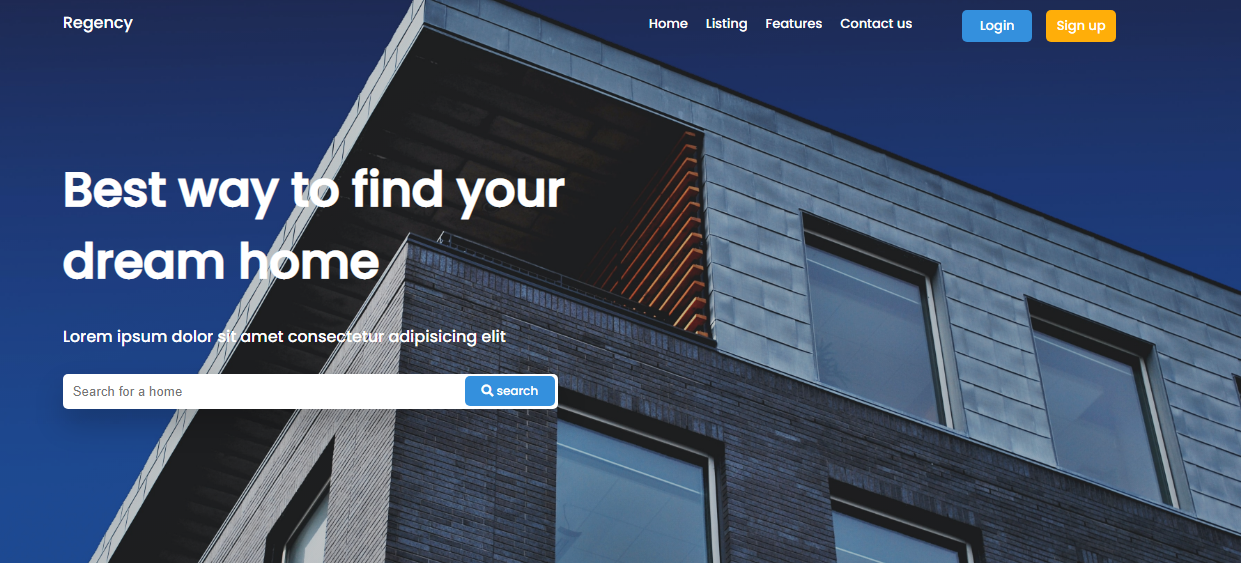 Regency Home Listing Features Contact us Login Sign up
Best way to find your
dream home
Lorem ipsum dolor sit amet consectetur adipisicing elit
Search for a home search